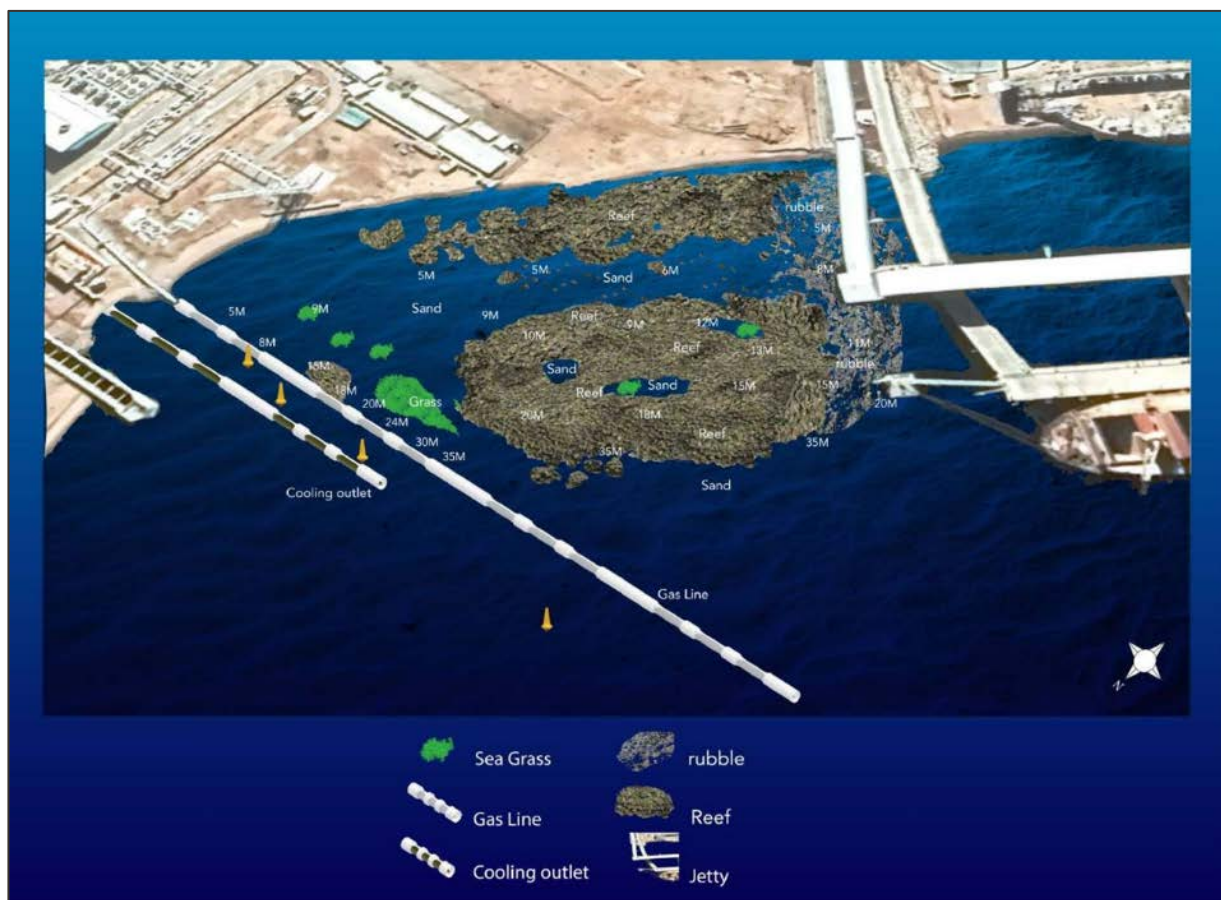 Reef
rubble
5M
5M
5M
6M
8M
Sand
9M
5M
Sand
9M
Reef
9M
12M
10M
8M
Reef
13M
11M
rubble
15M
Sand
18M
Reef
Sand
15M
15M
20M
Grass
20M
20M
18M
24M
Reef
30M
35M
35M
35M
Sand
Cooling outlet
Gas Line
N
Sea Grass
rubble
Gas Line
Reef
Cooling outlet
Jetty